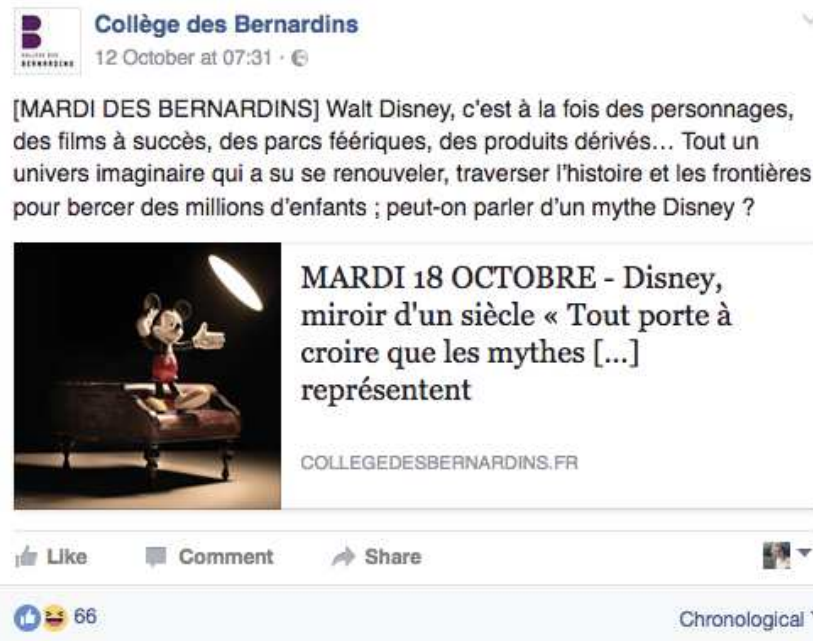 Collège des Bernardins
12 October at 07:31 ·
COLLÈGE DES
BERNARDINS
[MARDI DES BERNARDINS] Walt Disney, c'est à la fois des personnages,
des films à succès, des parcs féériques, des produits dérivés... Tout un
univers imaginaire qui a su se renouveler, traverser l'histoire et les frontières
pour bercer des millions d'enfants ; peut-on parler d'un mythe Disney ?
MARDI 18 OCTOBRE - Disney,
miroir d'un siècle « Tout porte à
croire que les mythes [...]
représentent
COLLEGEDESBERNARDINS.FR
Like Comment Share
66
Chronological